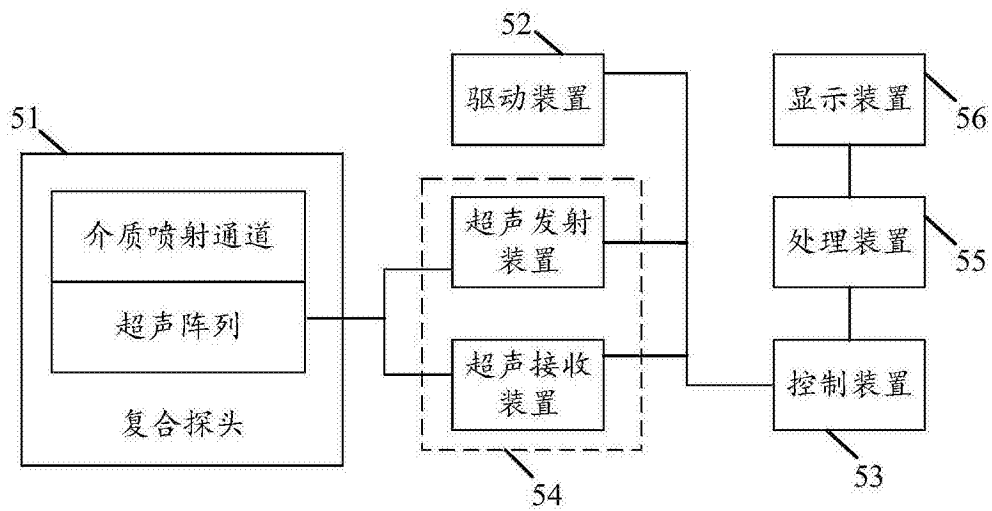 51
介质喷射通道
超声阵列
复合探头
52
驱动装置
超声发射
装置
超声接收
装置
54
显示装置
56
处理装置
55
控制装置
53